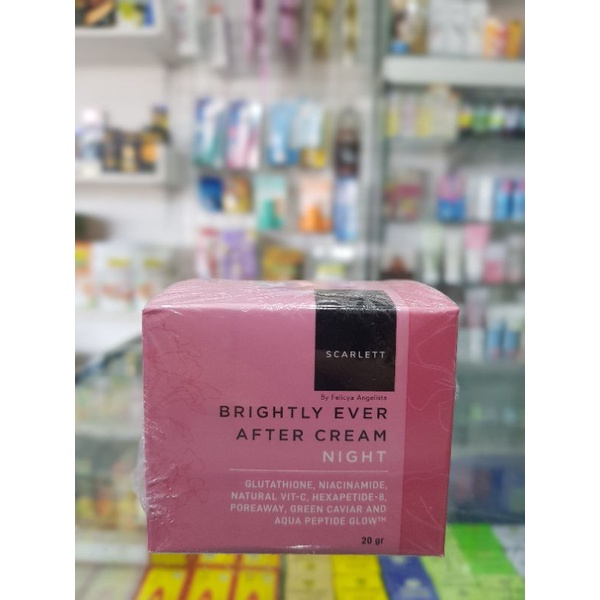 SCARLETT
By Felicya Angelista
BRIGHTLY EVER
AFTER CREAM
NIGHT
GLUTATHIONE, NIACINAMIDE,
NATURAL VIT-C, HEXAPETIDE-8,
POREAWAY, GREEN CAVIAR AND
AQUA PEPTIDE GLOW™
20 gr